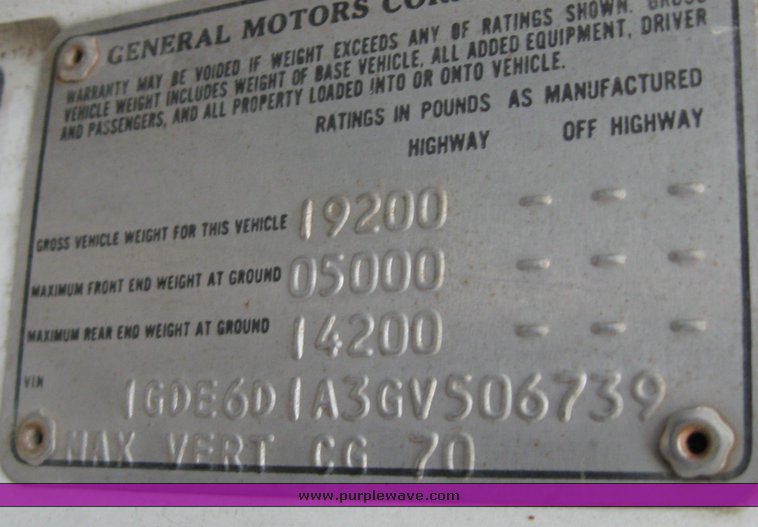 GENERAL MOTORS
WARRANTY MAY BE VOIDED IF WEIGHT EXCEEDS ANY OF RATINGS SHOWN. GROSS
VEHICLE WEIGHT INCLUDES WEIGHT OF BASE VEHICLE, ALL ADDED EQUIPMENT, DRIVER
AND PASSENGERS, AND ALL PROPERTY LOADED INTO OR ONTO VEHICLE.
RATINGS IN POUNDS AS MANUFACTURED
HIGHWAY OFF HIGHWAY
GROSS VEHICLE WEIGHT FOR THIS VEHICLE 19200 - - -
MAXIMUM FRONT END WEIGHT AT GROUND 05000 - - -
MAXIMUM REAR END WEIGHT AT GROUND 14200 - - -
VIN 1GDE6D1A3GV506739
MAX VERT CG 70
www.purplewave.com